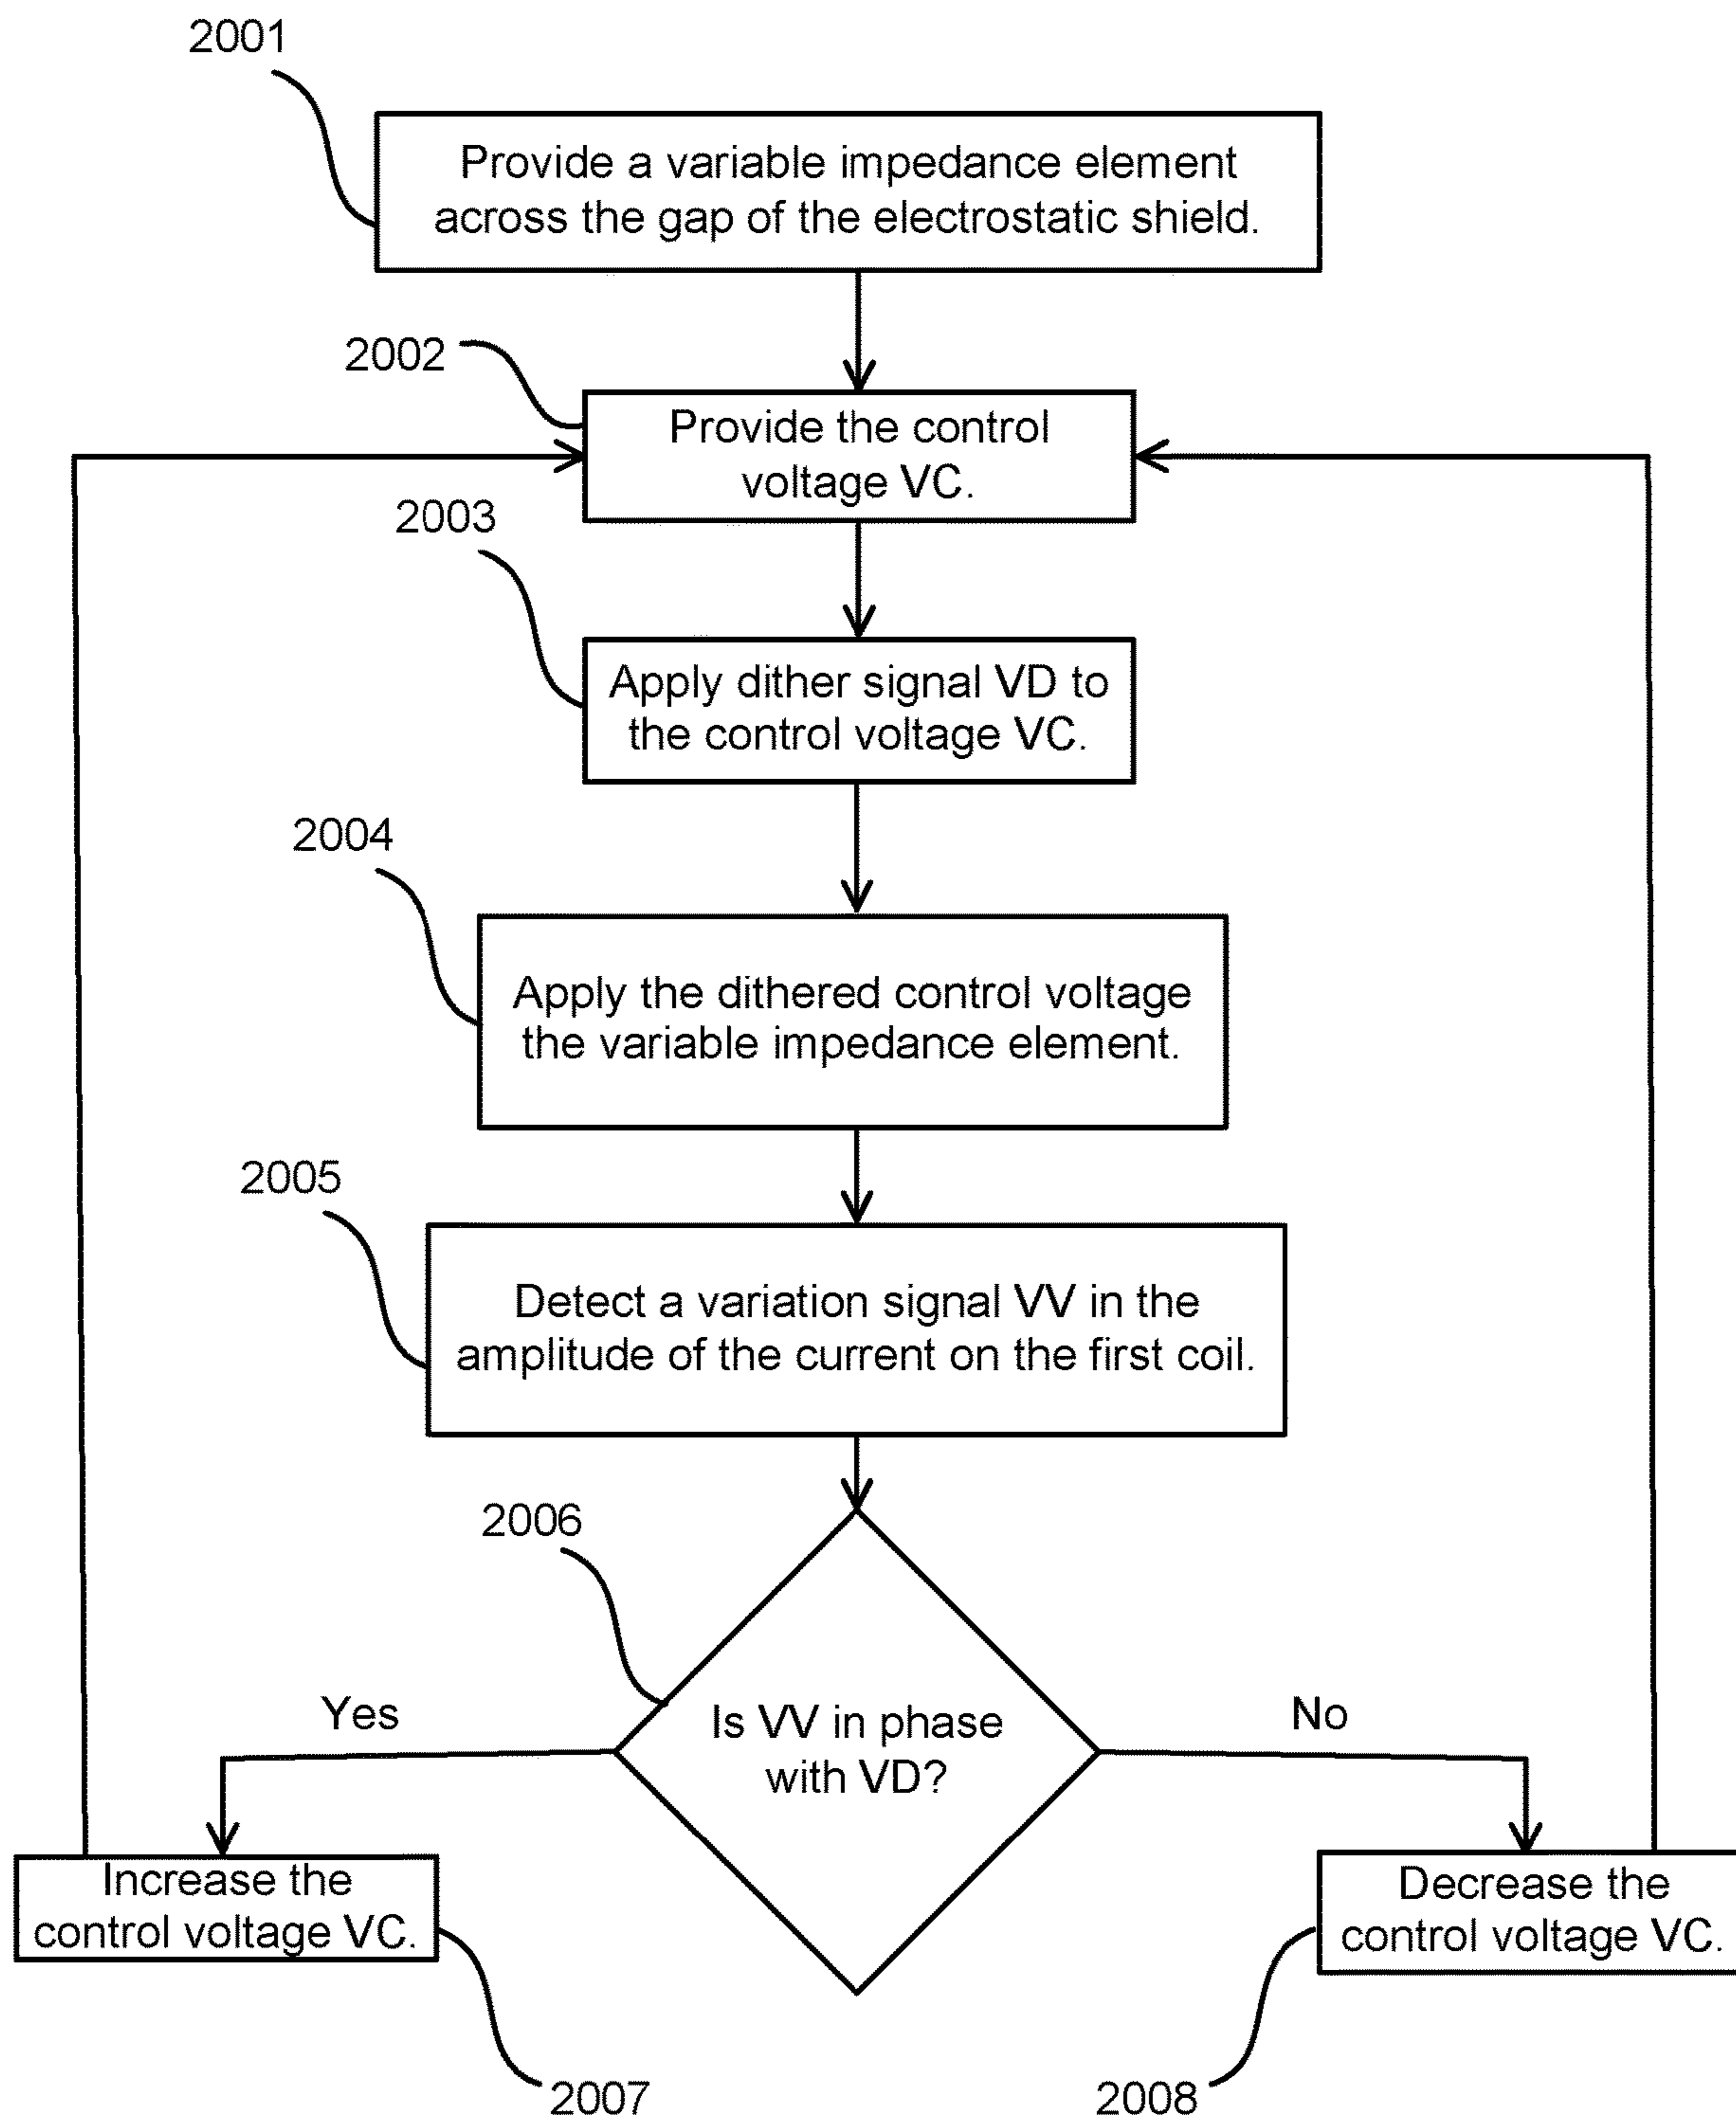 2001
Provide a variable impedance element
across the gap of the electrostatic shield.
2002
Provide the control
voltage VC.
2003
Apply dither signal VD to
the control voltage VC.
2004
Apply the dithered control voltage
the variable impedance element.
2005
Detect a variation signal VV in the
amplitude of the current on the first coil.
2006
Is VV in phase
with VD?
Yes
No
Increase the
control voltage VC.
Decrease the
control voltage VC.
2007
2008